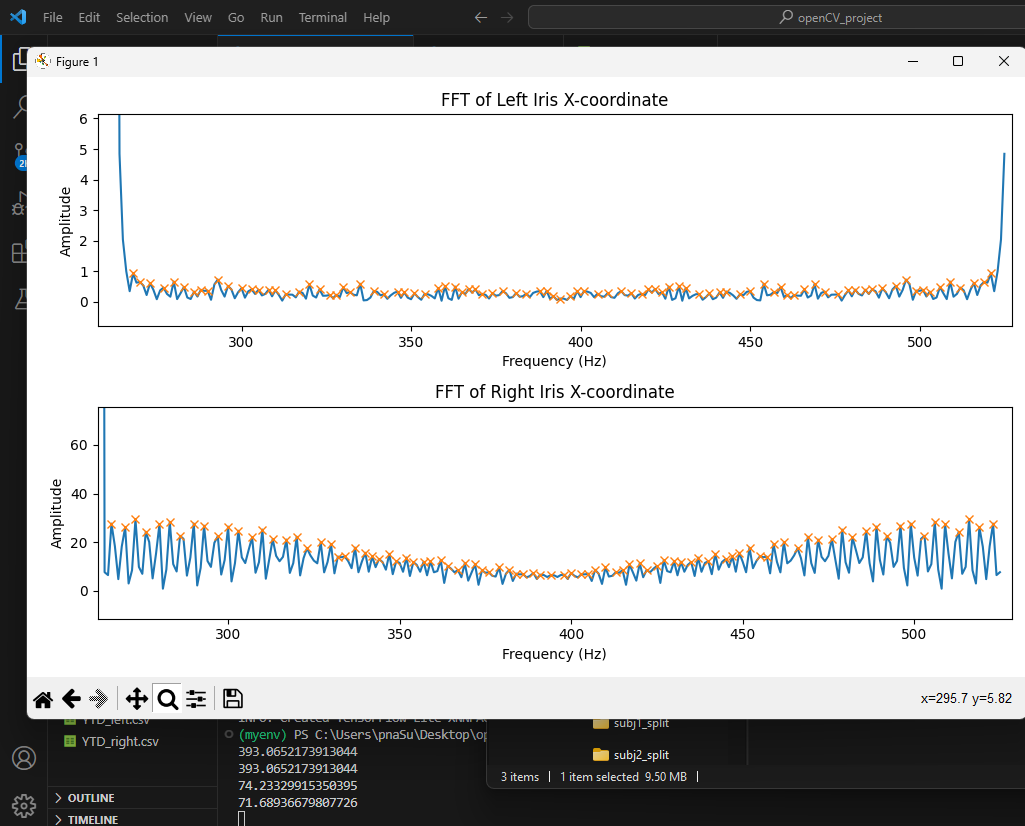 File Edit Selection View Go Run Terminal Help
openCV_project
Figure 1
FFT of Left Iris X-coordinate
6
5
4
3
2
1
0
Amplitude
300 350 400 450 500
Frequency (Hz)
FFT of Right Iris X-coordinate
60
40
20
0
Amplitude
300 350 400 450 500
Frequency (Hz)
x=295.7 y=5.82
YTD_left.csv
YTD_right.csv
OUTLINE
TIMELINE
INFO: Created TensorFlow Lite
(myenv) PS C:\Users\pnaSu\Desktop\op
393.0652173913044
393.0652173913044
74.23329915350395
71.68936679807726
subj1_split
subj2_split
3 items | 1 item selected 9.50 MB |